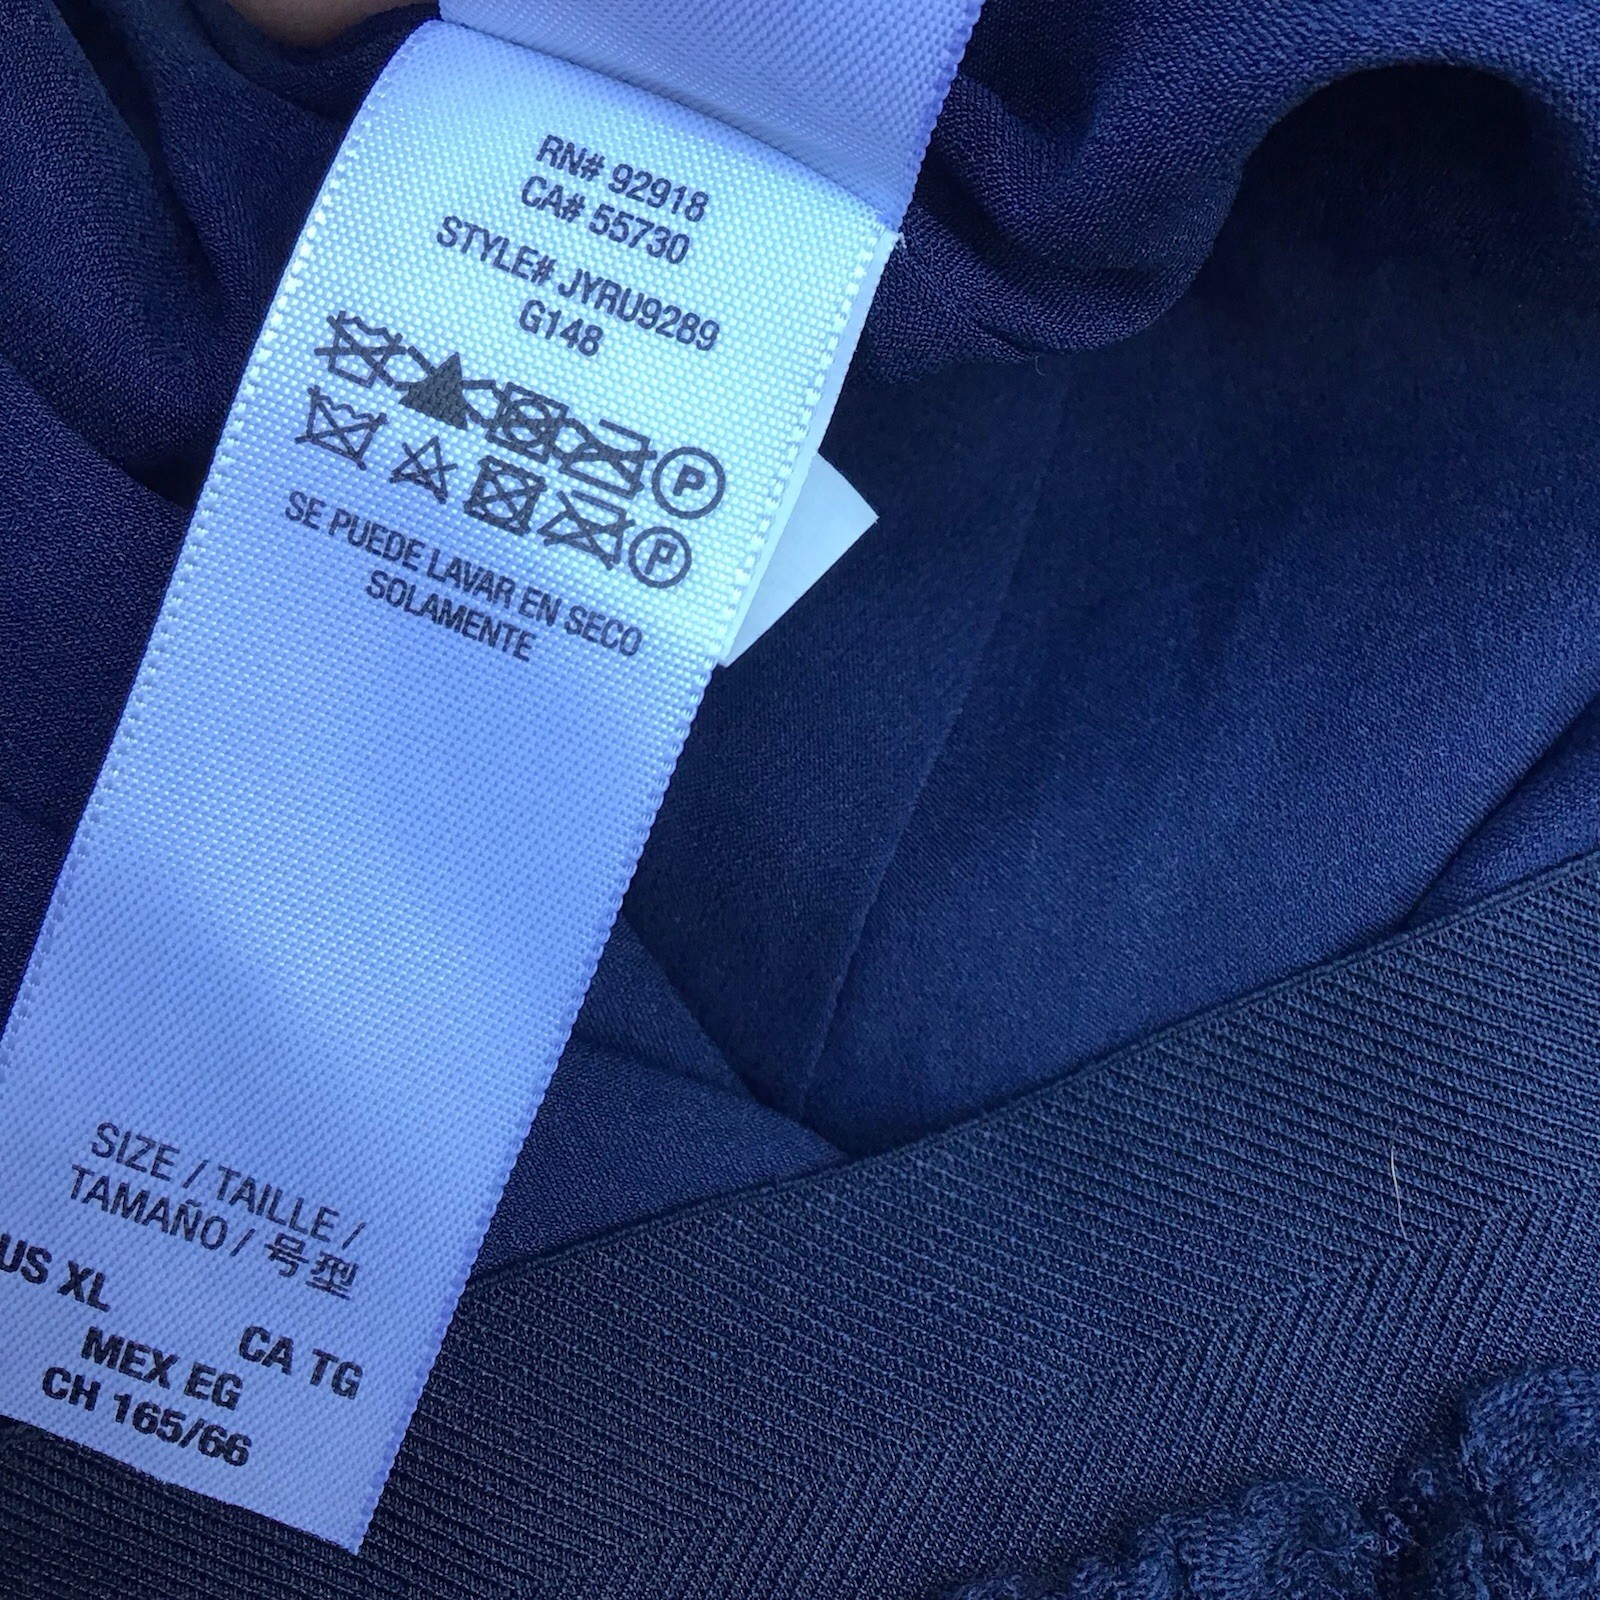 RN# 92918
CA# 55730
STYLE# JYRU9289
G148
P
P
SE PUEDE LAVAR EN SECO
SOLAMENTE
SIZE / TAILLE /
TAMAÑO / 号型
US XL
CA TG
MEX EG
CH 165/66